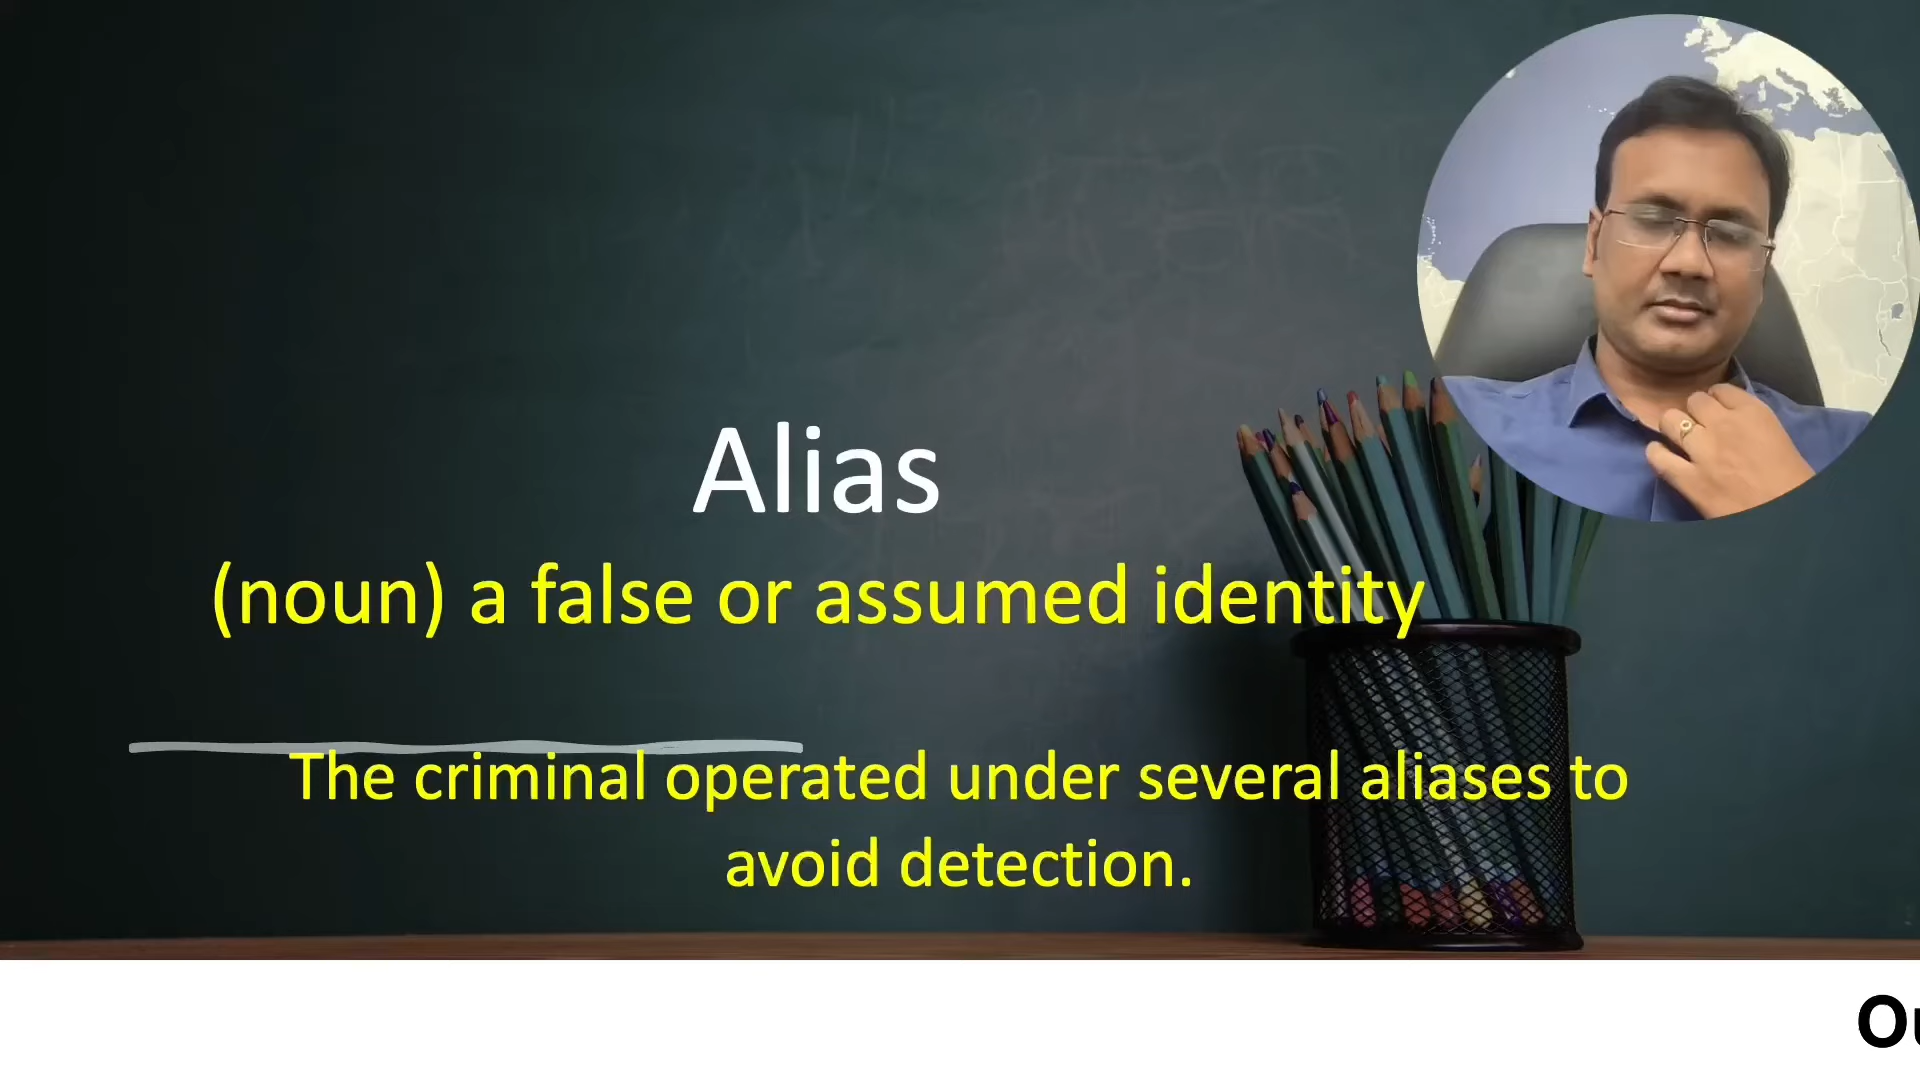 Alias
(noun) a false or assumed identity
The criminal operated under several aliases to
avoid detection.